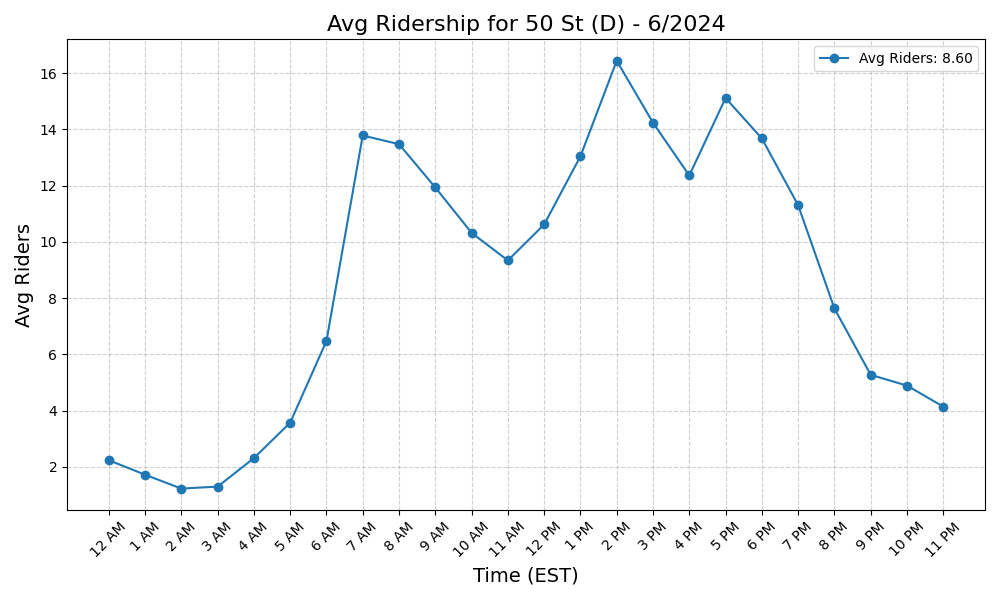 Avg Ridership for 50 St (D) - 6/2024
Avg Riders: 8.60
Avg Riders
16
14
12
10
8
6
4
2
12 AM
1 AM
2 AM
3 AM
4 AM
5 AM
6 AM
7 AM
8 AM
9 AM
10 AM
11 AM
12 PM
1 PM
2 PM
3 PM
4 PM
5 PM
6 PM
7 PM
8 PM
9 PM
10 PM
11 PM
Time (EST)